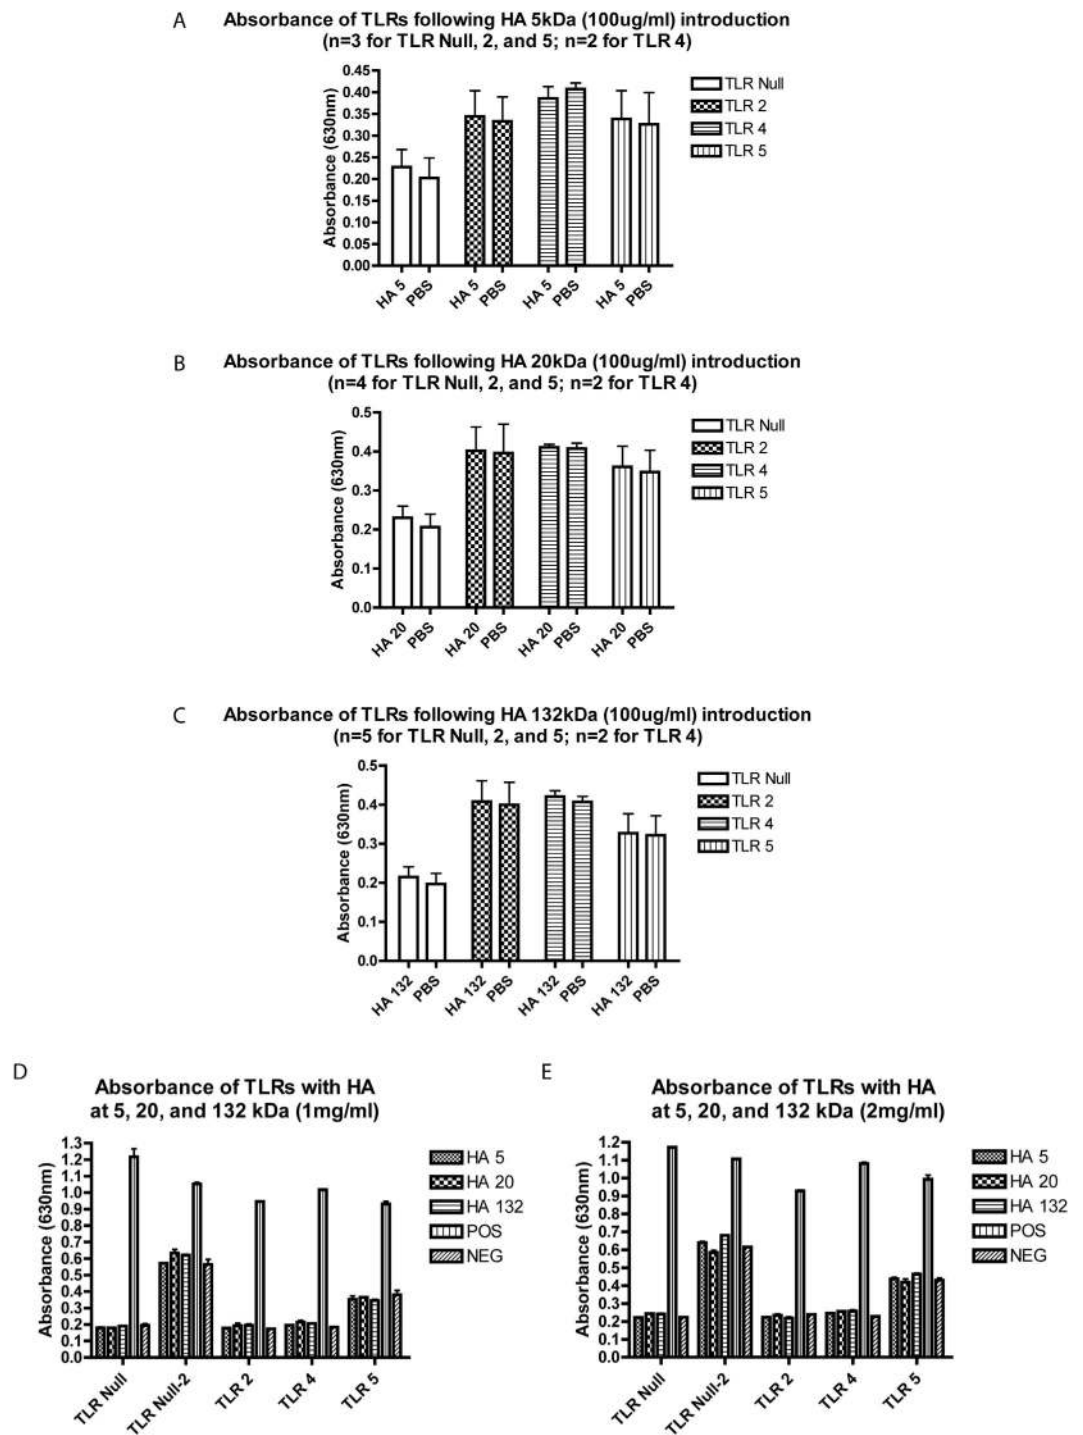 A
Absorbance of TLRs following HA 5kDa (100ug/ml) introduction
(n=3 for TLR Null, 2, and 5; n=2 for TLR 4)
Absorbance (630nm)
0.45
0.40
0.35
0.30
0.25
0.20
0.15
0.10
0.05
0.00
HA 5
PBS
HA 5
PBS
HA 5
PBS
HA 5
PBS
TLR Null
TLR 2
TLR 4
TLR 5
B
Absorbance of TLRs following HA 20kDa (100ug/ml) introduction
(n=4 for TLR Null, 2, and 5; n=2 for TLR 4)
Absorbance (630nm)
0.5
0.4
0.3
0.2
0.1
0.0
HA 20
PBS
HA 20
PBS
HA 20
PBS
HA 20
PBS
TLR Null
TLR 2
TLR 4
TLR 5
C
Absorbance of TLRs following HA 132kDa (100ug/ml) introduction
(n=5 for TLR Null, 2, and 5; n=2 for TLR 4)
Absorbance (630nm)
0.5
0.4
0.3
0.2
0.1
0.0
HA 132
PBS
HA 132
PBS
HA 132
PBS
HA 132
PBS
TLR Null
TLR 2
TLR 4
TLR 5
D
Absorbance of TLRs with HA
at 5, 20, and 132 kDa (1mg/ml)
Absorbance (630nm)
1.3
1.2
1.1
1.0
0.9
0.8
0.7
0.6
0.5
0.4
0.3
0.2
0.1
0.0
TLR Null
TLR Null-2
TLR 2
TLR 4
TLR 5
HA 5
HA 20
HA 132
POS
NEG
E
Absorbance of TLRs with HA
at 5, 20, and 132 kDa (2mg/ml)
Absorbance (630nm)
1.2
1.1
1.0
0.9
0.8
0.7
0.6
0.5
0.4
0.3
0.2
0.1
0.0
TLR Null
TLR Null-2
TLR 2
TLR 4
TLR 5
HA 5
HA 20
HA 132
POS
NEG